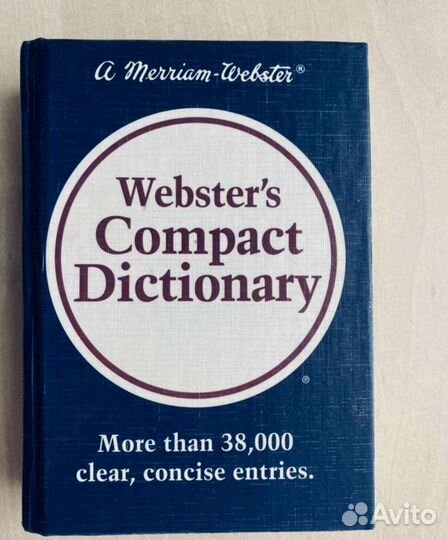 a Merriam-Webster®
Webster's
Compact
Dictionary
®
More than 38,000
clear, concise entries.
Avito